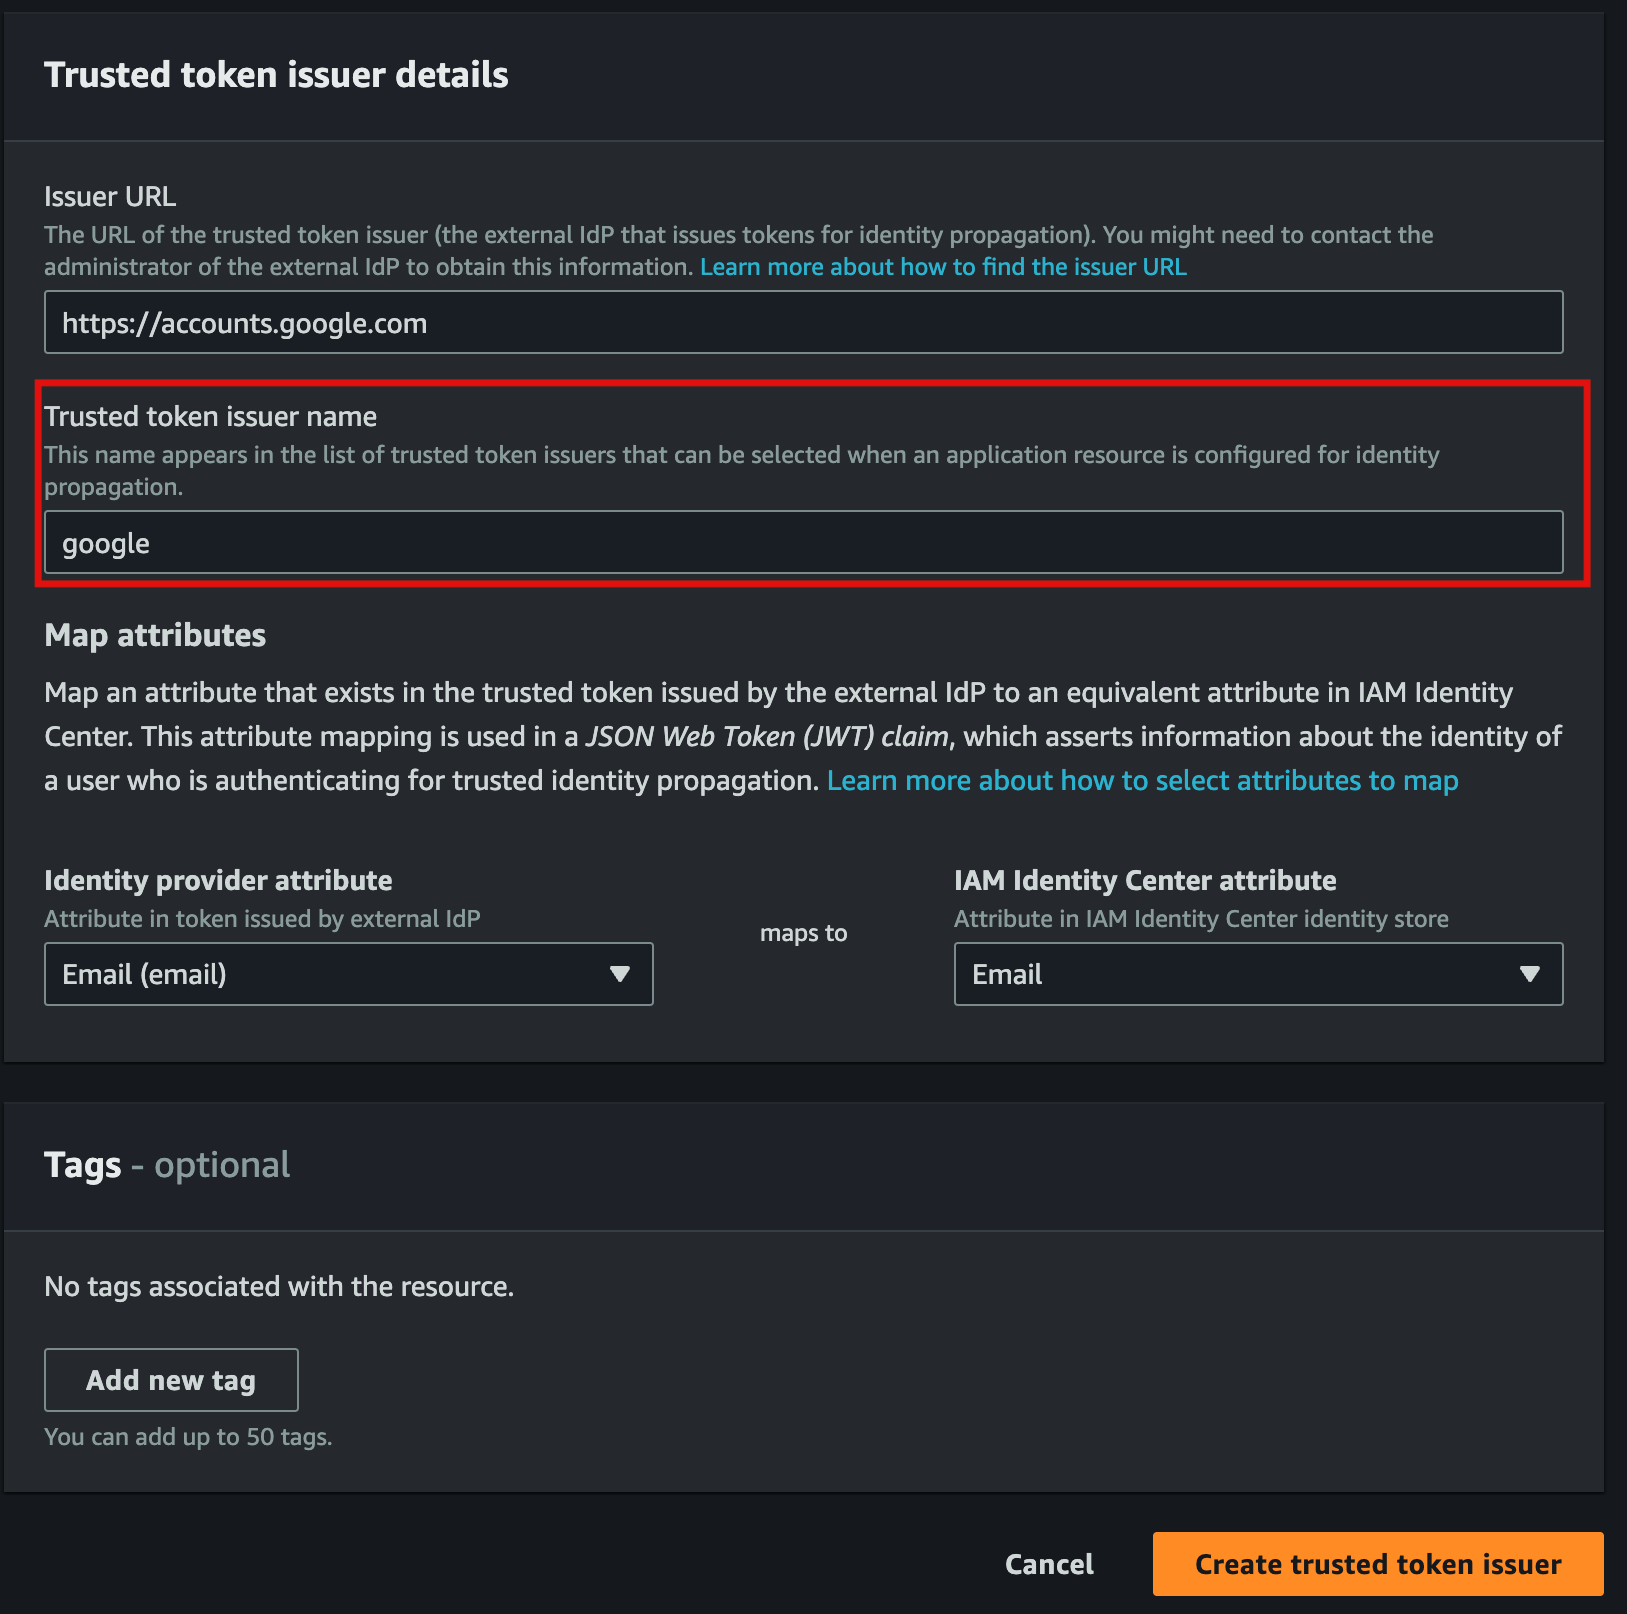 Trusted token issuer details
Issuer URL
The URL of the trusted token issuer (the external IdP that issues tokens for identity propagation). You might need to contact the
administrator of the external IdP to obtain this information. Learn more about how to find the issuer URL
https://accounts.google.com
Trusted token issuer name
This name appears in the list of trusted token issuers that can be selected when an application resource is configured for identity
propagation.
google
Map attributes
Map an attribute that exists in the trusted token issued by the external IdP to an equivalent attribute in IAM Identity
Center. This attribute mapping is used in a JSON Web Token (JWT) claim, which asserts information about the identity of
a user who is authenticating for trusted identity propagation. Learn more about how to select attributes to map
Identity provider attribute
Attribute in token issued by external IdP
Email (email)
maps to
IAM Identity Center attribute
Attribute in IAM Identity Center identity store
Email
Tags - optional
No tags associated with the resource.
Add new tag
You can add up to 50 tags.
Cancel
Create trusted token issuer